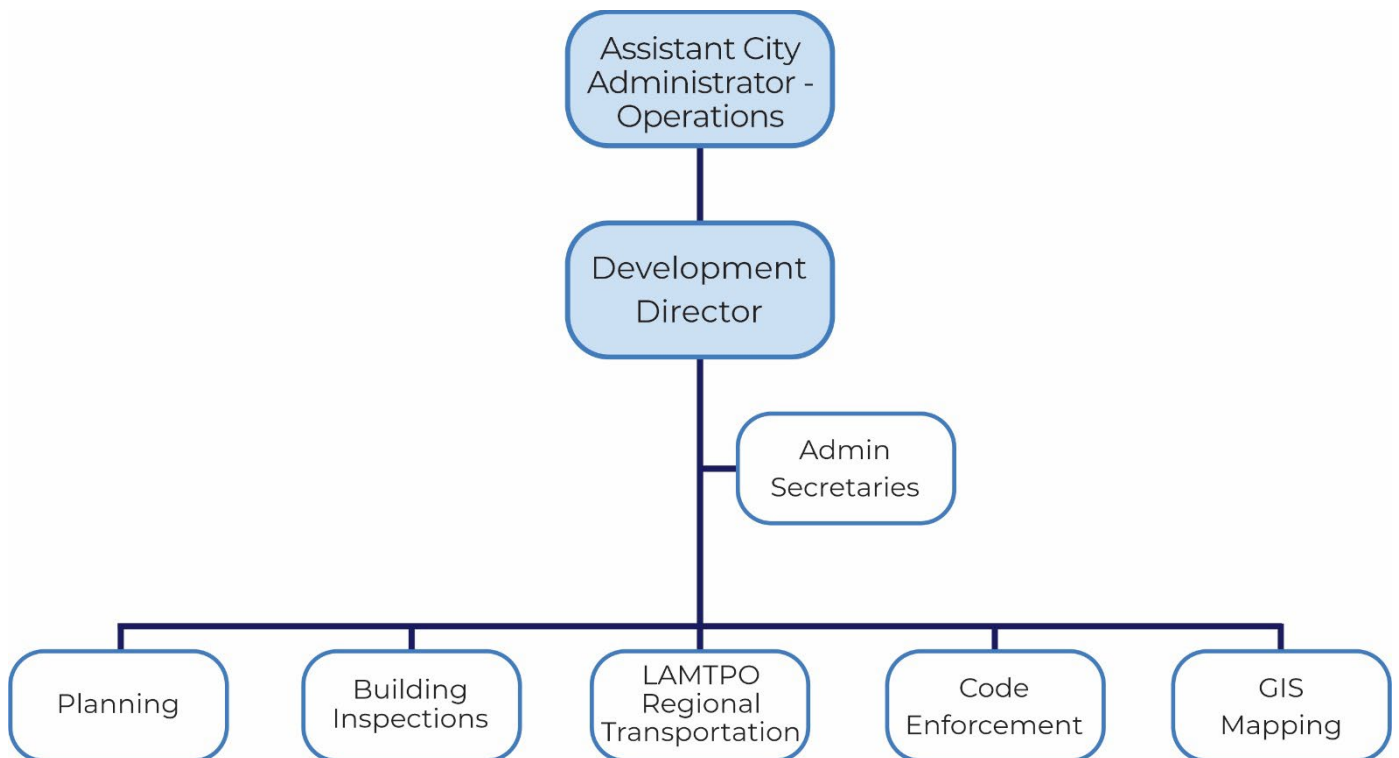 Assistant City
Administrator -
Operations
Development
Director
Admin
Secretaries
Planning
Building
Inspections
LAMTPO
Regional
Transportation
Code
Enforcement
GIS
Mapping